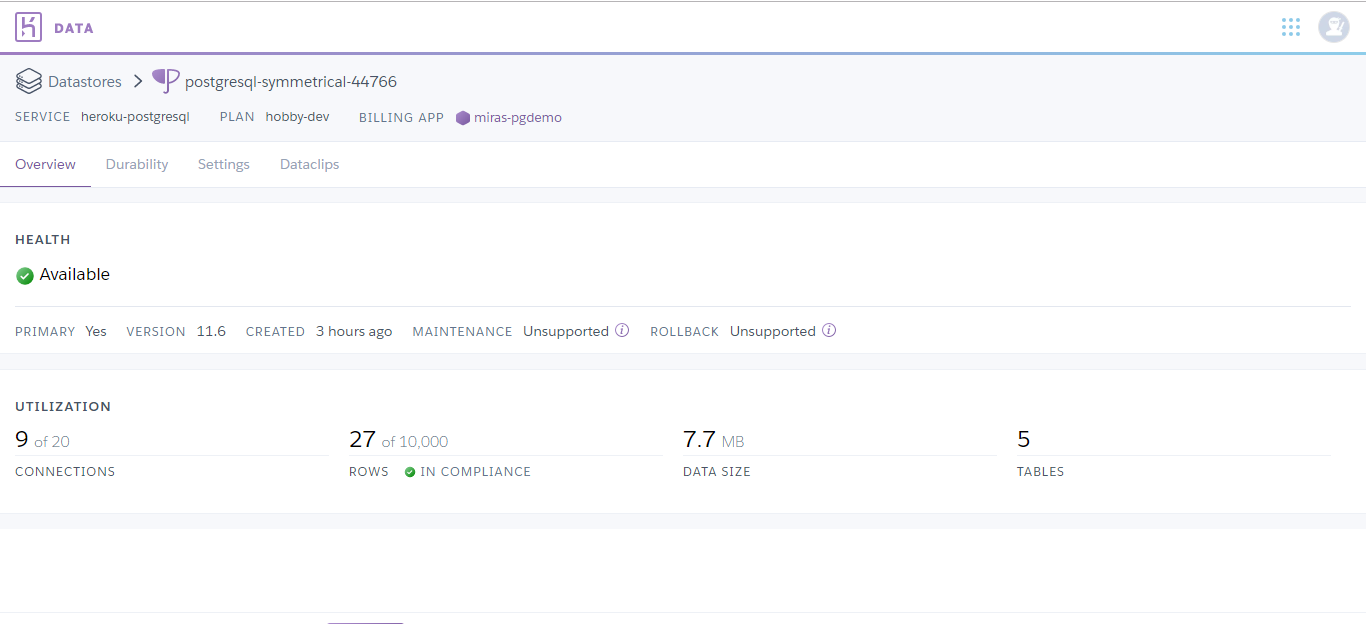 DATA
Datastores postgresql-symmetrical-44766
SERVICE heroku-postgresql PLAN hobby-dev BILLING APP miras-pgdemo
Overview Durability Settings Dataclips
HEALTH
Available
PRIMARY Yes VERSION 11.6 CREATED 3 hours ago MAINTENANCE Unsupported ROLLBACK Unsupported
UTILIZATION
9 of 20 27 of 10,000 7.7 MB 5
CONNECTIONS ROWS IN COMPLIANCE DATA SIZE TABLES